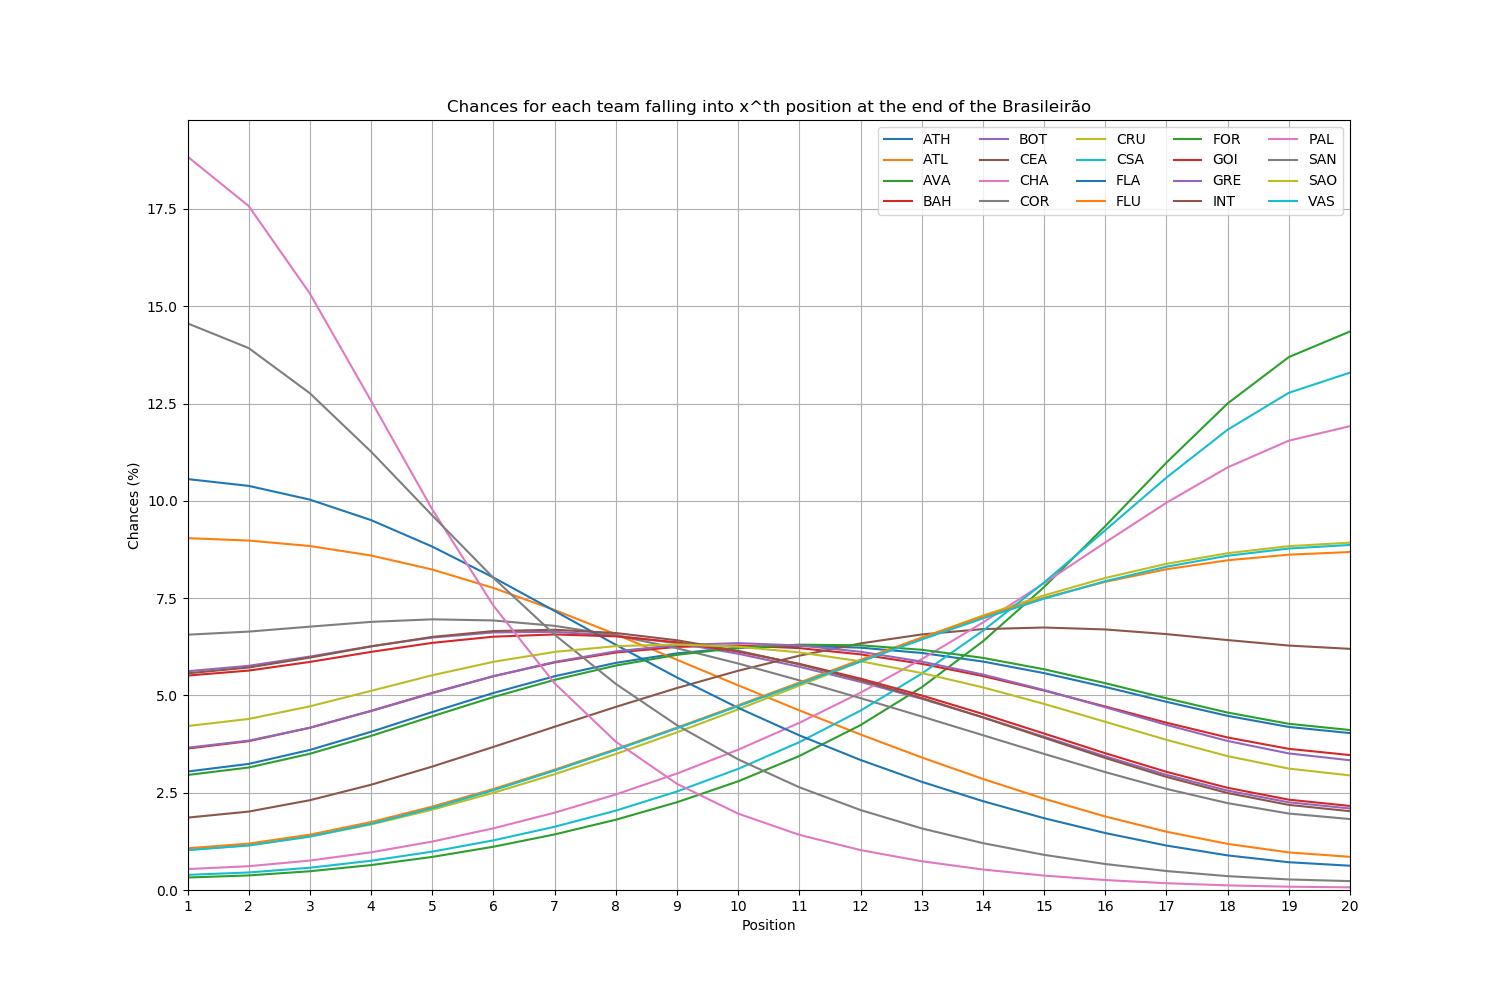 Chances for each team falling into x^th position at the end of the Brasileirão
ATH BOT CRU FOR PAL
ATL CEA CSA GOI SAN
AVA CHA FLA GRE SAO
BAH COR FLU INT VAS
17.5
15.0
12.5
10.0
7.5
5.0
2.5
0.0
Chances (%)
1 2 3 4 5 6 7 8 9 10 11 12 13 14 15 16 17 18 19 20
Position